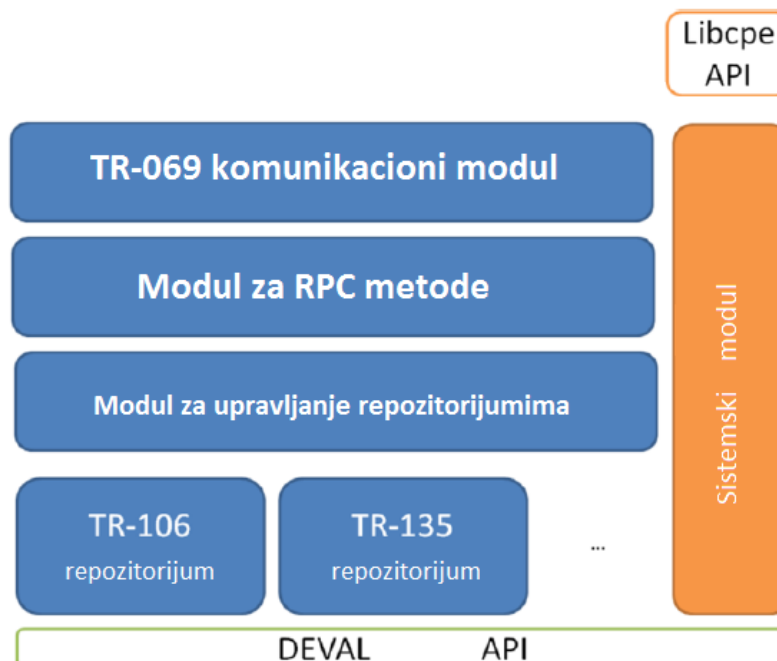 Libcpe
API
TR-069 komunikacioni modul
Modul za RPC metode
Modul za upravljanje repozitorijumima
TR-106
repozitorijum
TR-135
repozitorijum
...
Sistemski modul
DEVAL API